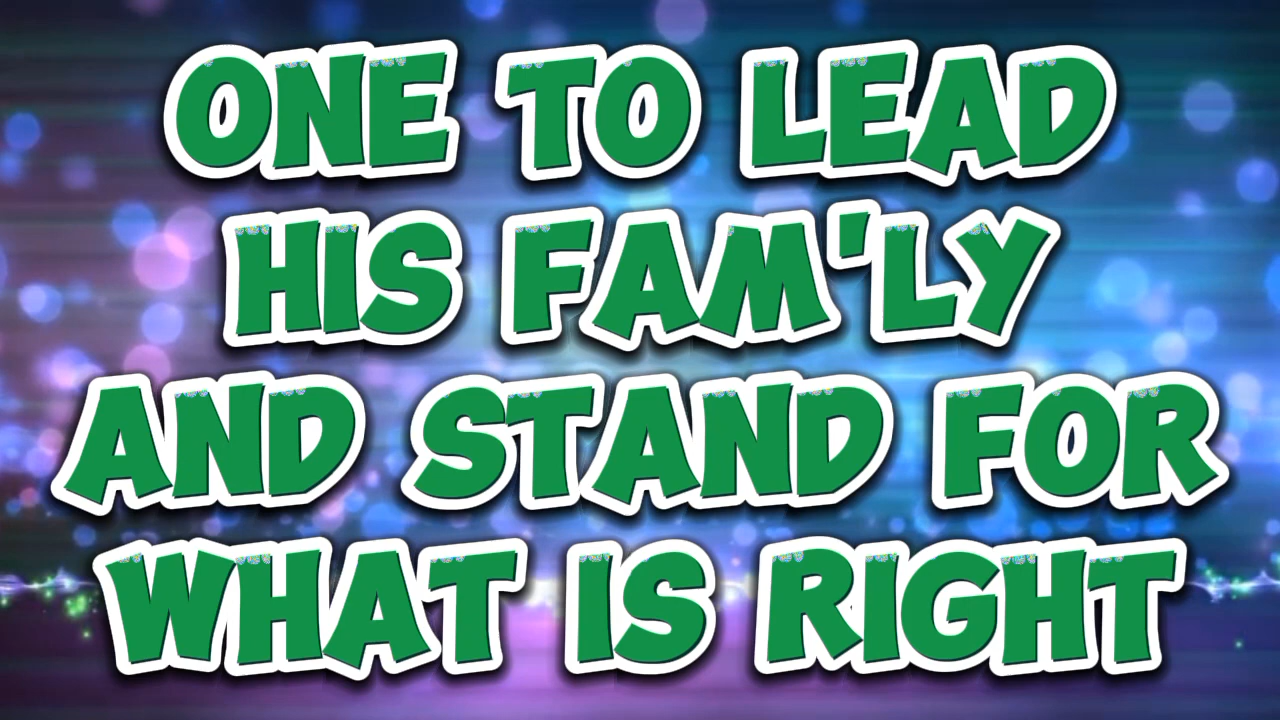 ONE TO LEAD
HIS FAM'LY
AND STAND FOR
WHAT IS RIGHT